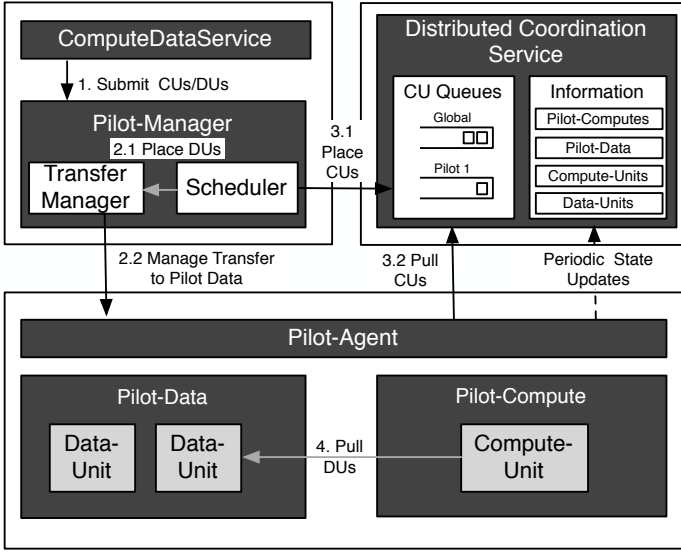 ComputeDataService
1. Submit CUs/DUs
Pilot-Manager
2.1 Place DUs
Transfer
Manager
Scheduler
3.1
Place
CUs
Distributed Coordination
Service
CU Queues
Global
Pilot 1
Information
Pilot-Computes
Pilot-Data
Compute-Units
Data-Units
2.2 Manage Transfer
to Pilot Data
3.2 Pull
CUs
Periodic State
Updates
Pilot-Agent
Pilot-Data
Data-
Unit
Data-
Unit
4. Pull
DUs
Pilot-Compute
Compute-
Unit